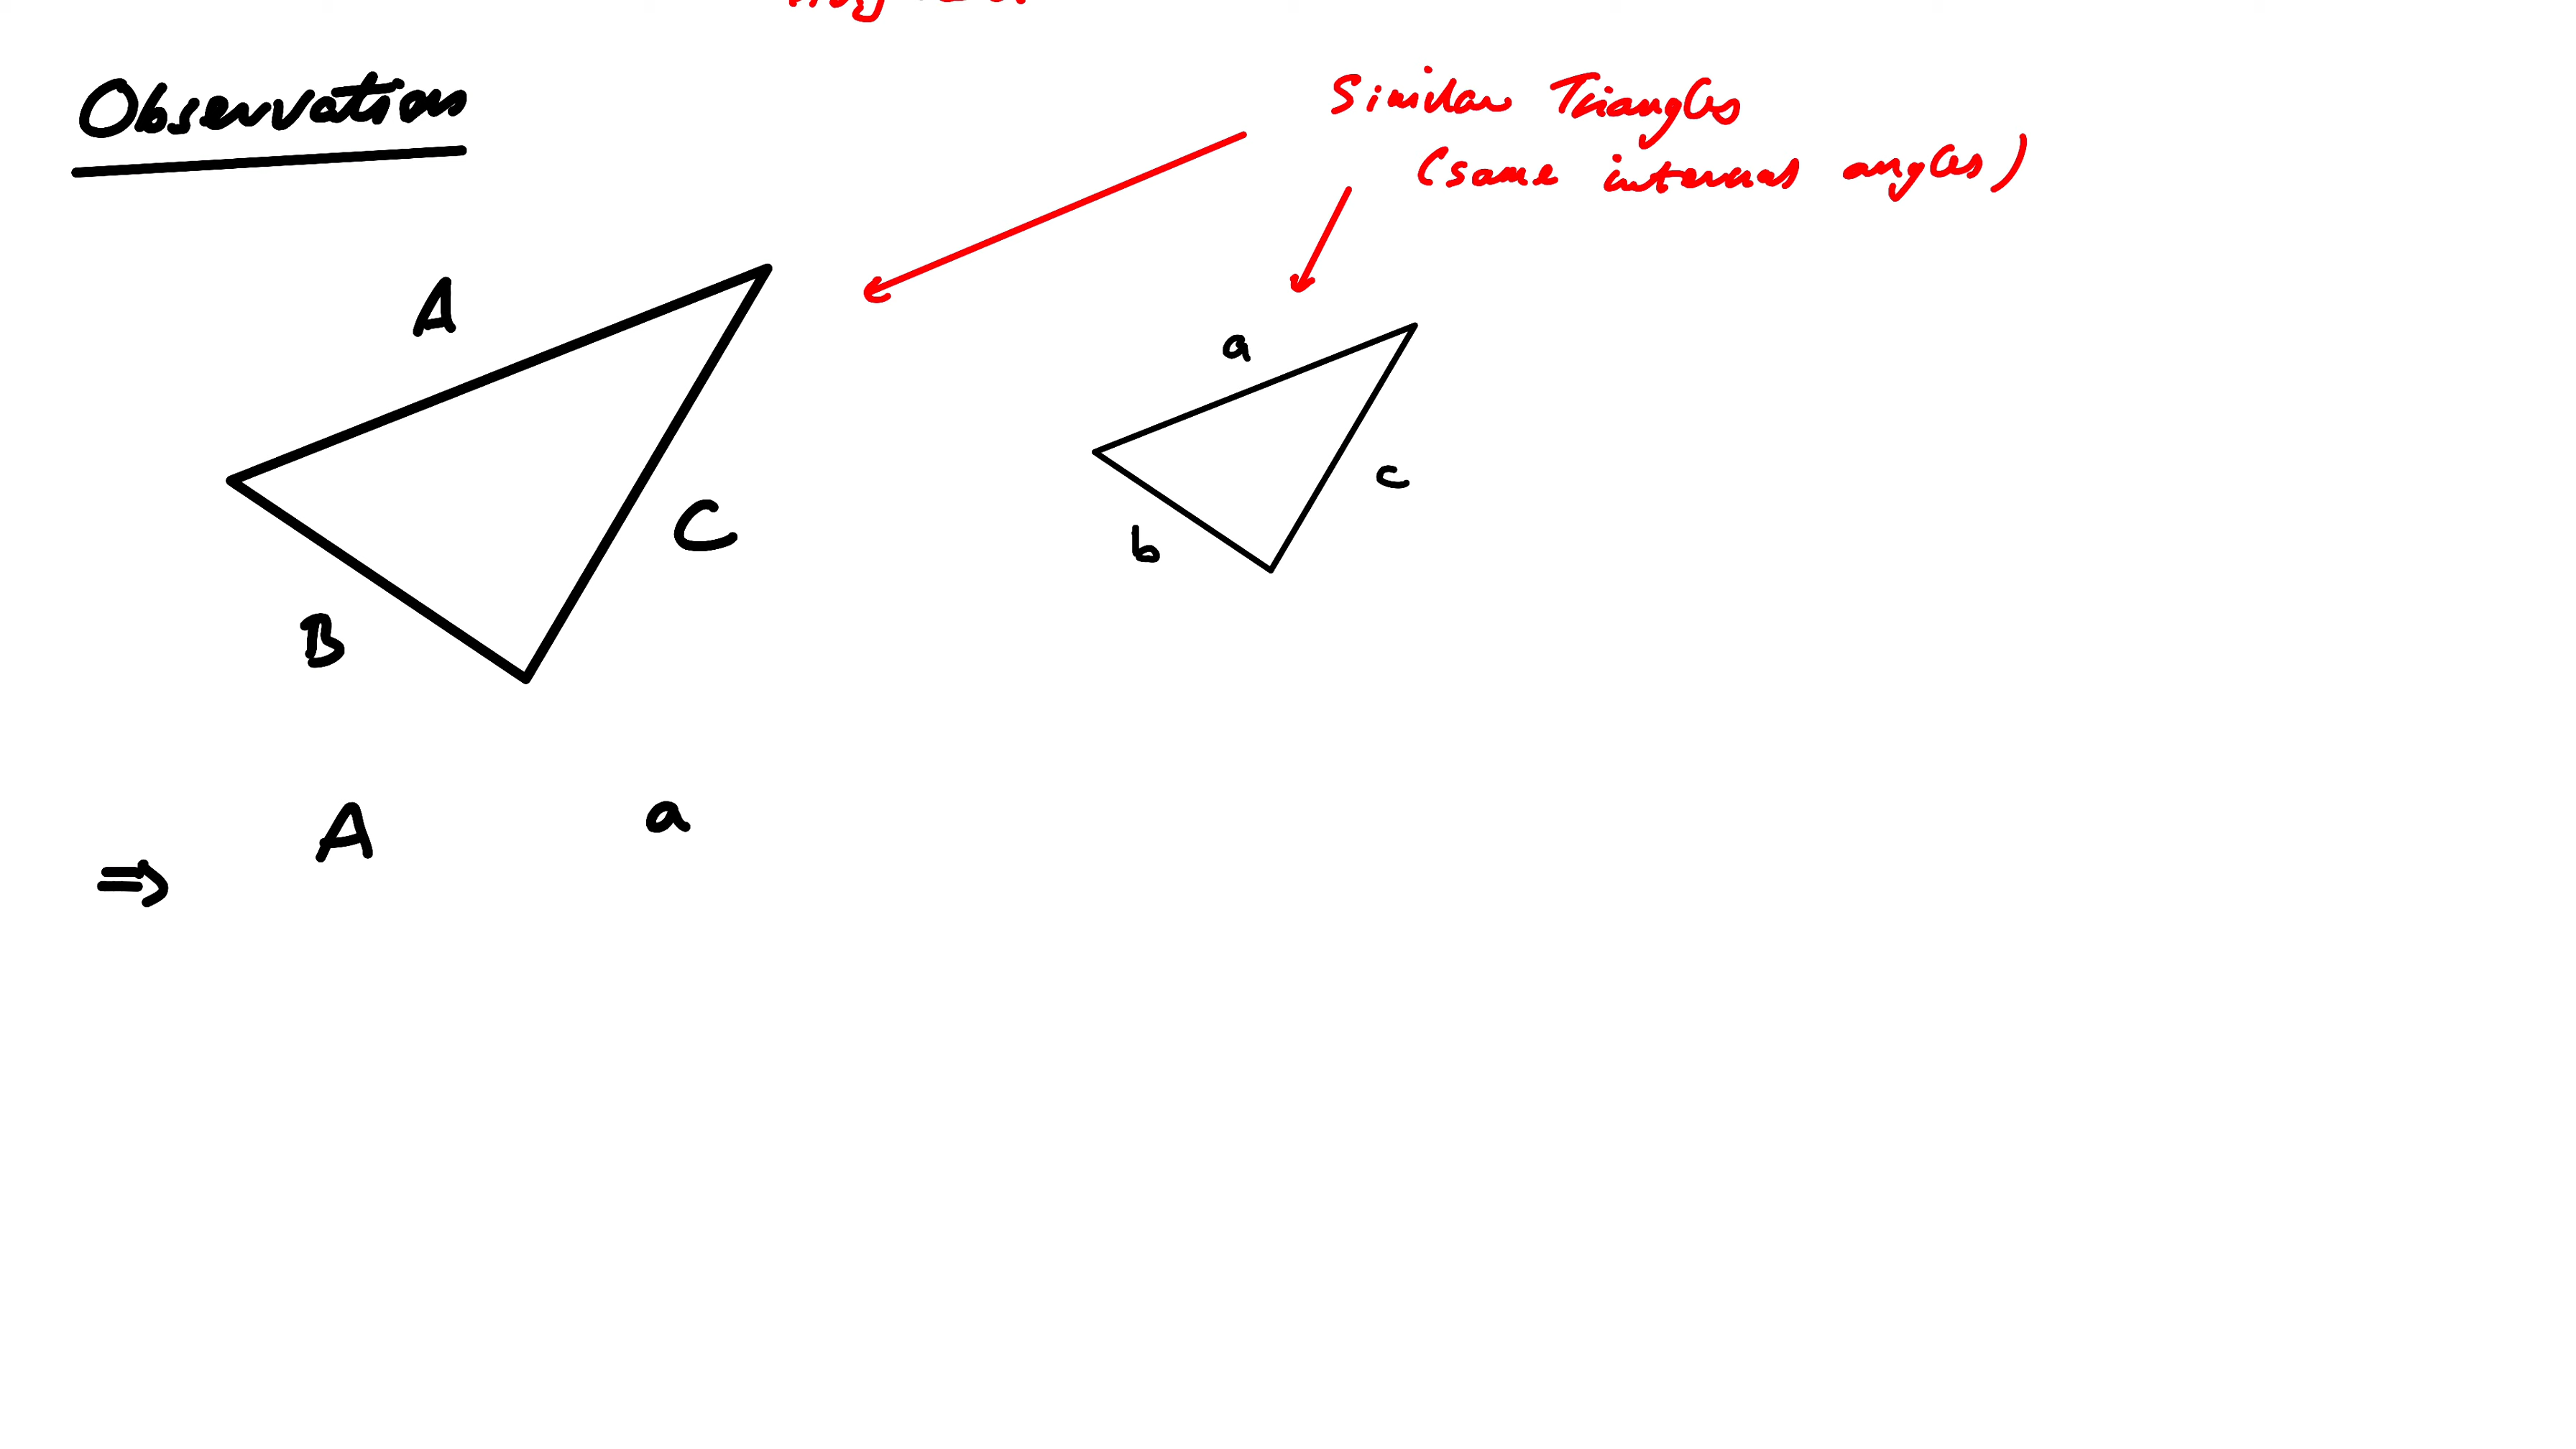 Observation
Similar Triangles
(same internal angles)
A
a
C
c
B
b
⇒ A a